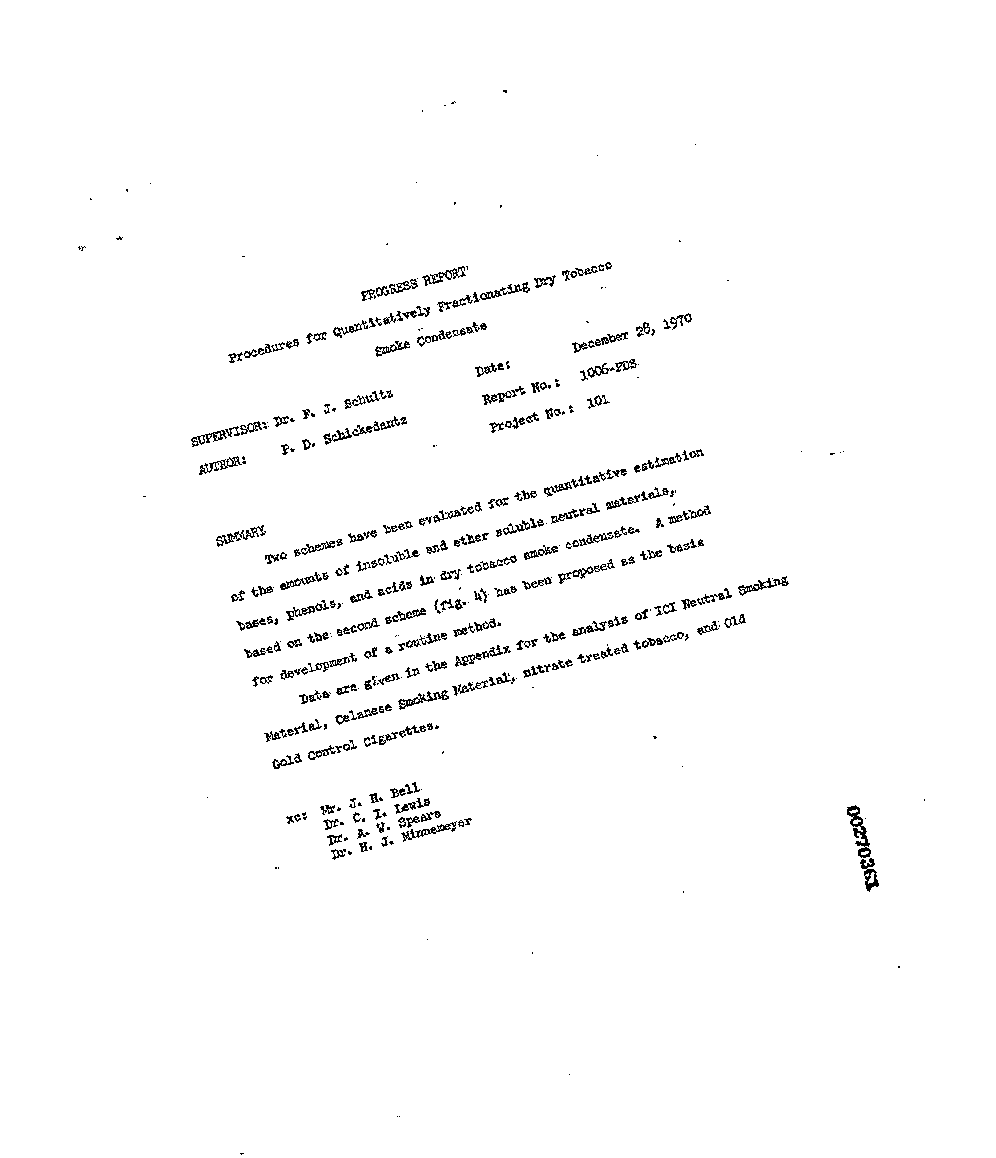 PROGRESS REPORT
Procedures for Quantitatively Fractionating Dry Tobacco
Smoke Condensate
SUPERVISOR: Dr. F. J. Schultz
AUTHOR: P. D. Schickedantz
Date: December 28, 1970
Report No.: 1006-PDS
Project No.: 101
SUMMARY
Two schemes have been evaluated for the quantitative estimation
of the amounts of insoluble and ether soluble neutral materials,
bases, phenols, and acids in dry tobacco smoke condensate. A method
based on the second scheme (fig. 4) has been proposed as the basis
for development of a routine method.
Data are given in the Appendix for the analysis of ICI Neutral Smoking
Material, Celanese Smoking Material, nitrate treated tobacco, and Old
Gold Control Cigarettes.
xc: Mr. J. H. Bell
Dr. C. I. Lewis
Dr. A. W. Spears
Dr. H. J. Minnemeyer
00270361